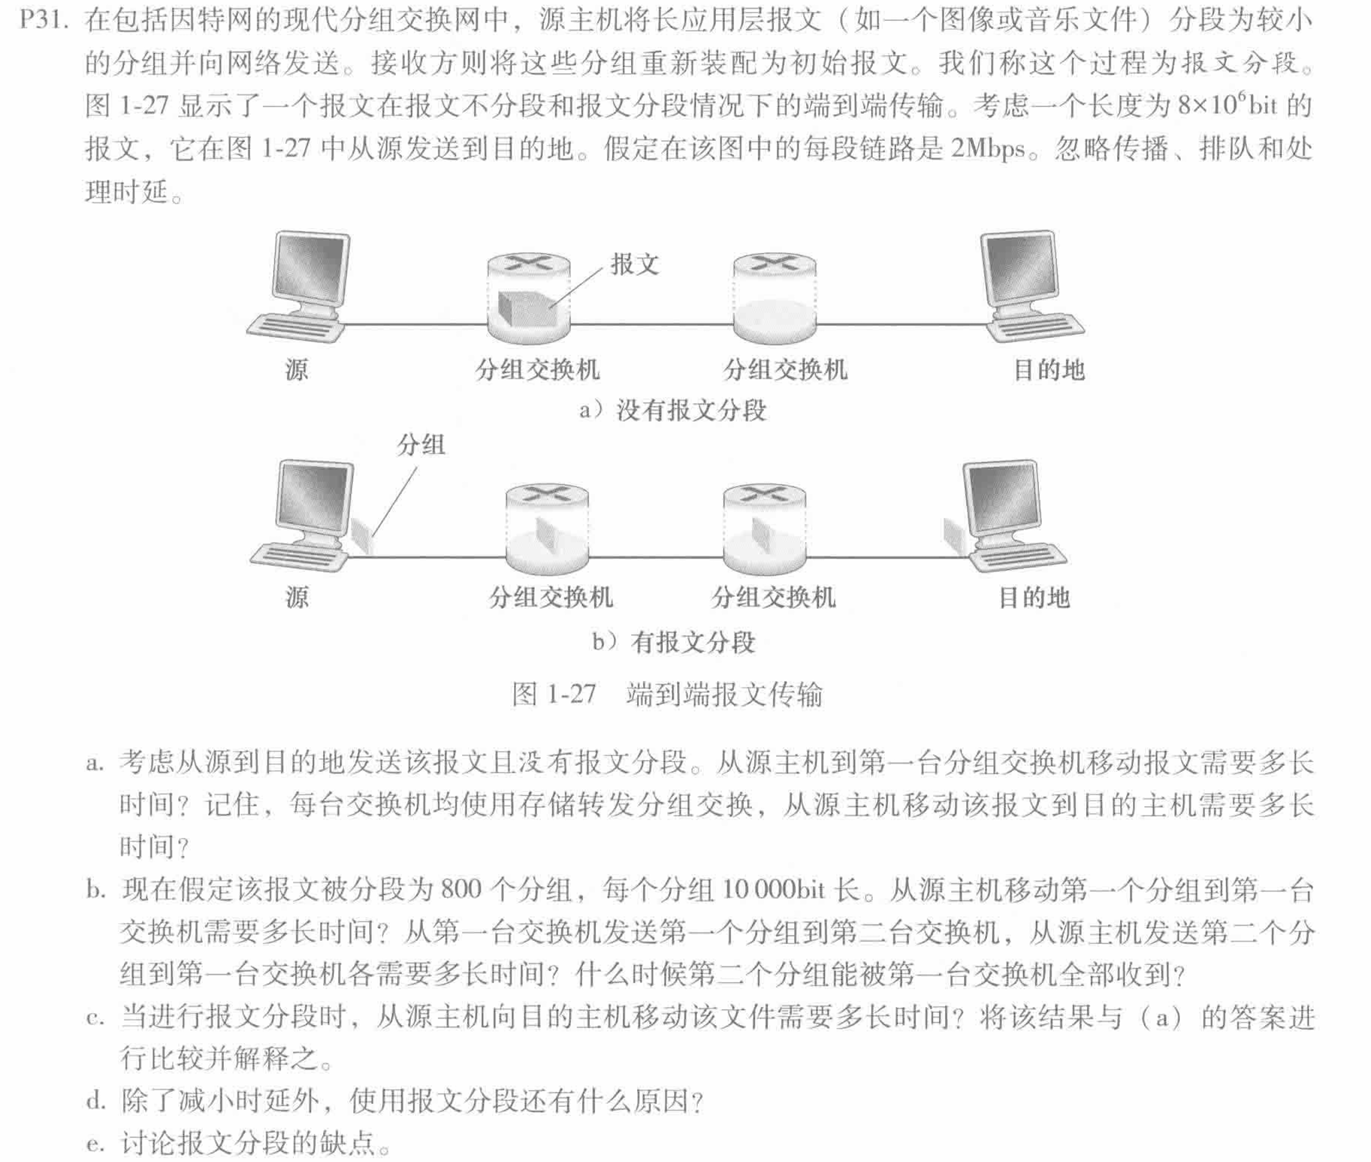 P31. 在包括因特网的现代分组交换网中，源主机将长应用层报文（如一个图像或音乐文件）分段为较小
的分组并向网络发送。接收方则将这些分组重新装配为初始报文。我们称这个过程为报文分段。
图 1-27 显示了一个报文在报文不分段和报文分段情况下的端到端传输。考虑一个长度为 8×10⁶bit 的
报文，它在图 1-27 中从源发送到目的地。假定在该图中的每段链路是 2Mbps。忽略传播、排队和处
理时延。
报文
源 分组交换机 分组交换机 目的地
a）没有报文分段
分组
源 分组交换机 分组交换机 目的地
b）有报文分段
图 1-27 端到端报文传输
a. 考虑从源到目的地发送该报文且没有报文分段。从源主机到第一台分组交换机移动报文需要多长
时间？记住，每台交换机均使用存储转发分组交换，从源主机移动该报文到目的主机需要多长
时间？
b. 现在假定该报文被分段为 800 个分组，每个分组 10 000bit 长。从源主机移动第一个分组到第一台
交换机需要多长时间？从第一台交换机发送第一个分组到第二台交换机，从源主机发送第二个分
组到第一台交换机各需要多长时间？什么时候第二个分组能被第一台交换机全部收到？
c. 当进行报文分段时，从源主机向目的主机移动该文件需要多长时间？将该结果与（a）的答案进
行比较并解释之。
d. 除了减小时延外，使用报文分段还有什么原因？
e. 讨论报文分段的缺点。